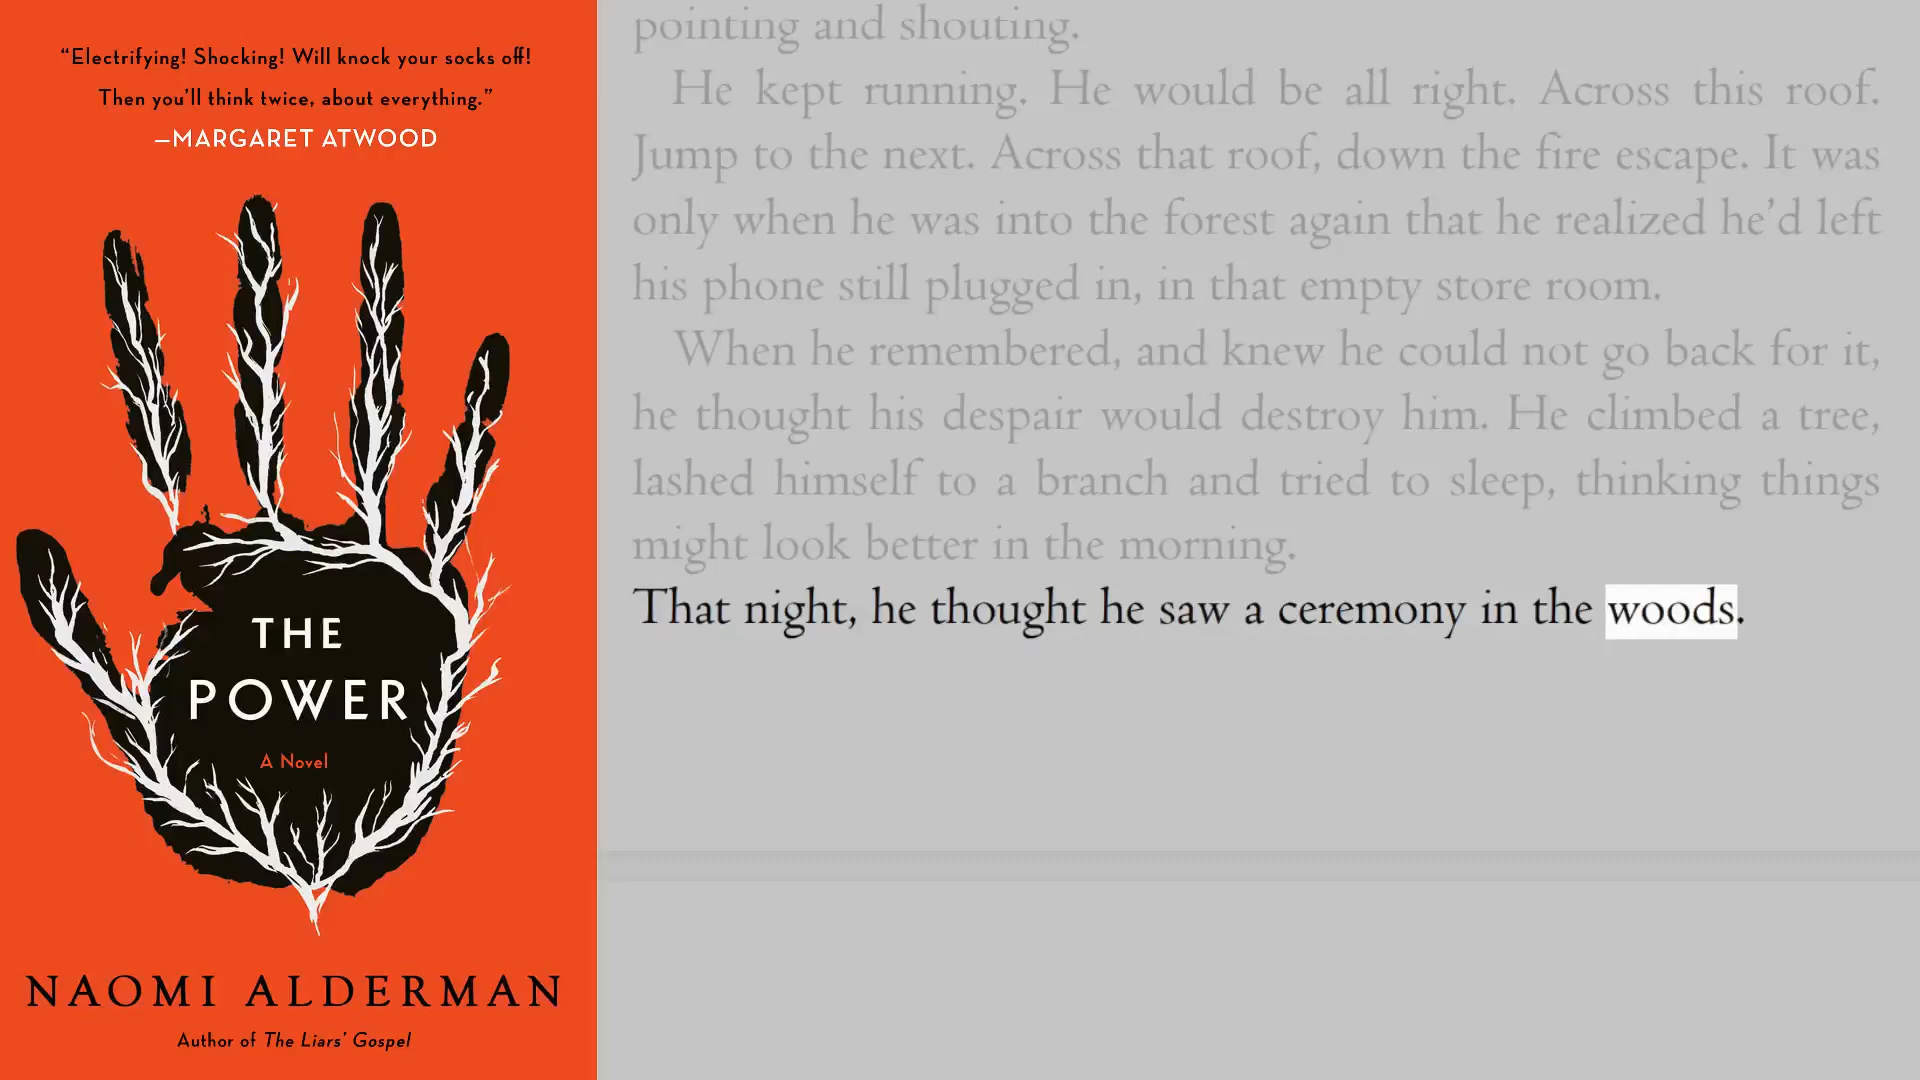 “Electrifying! Shocking! Will knock your socks off!
Then you’ll think twice, about everything.”
—MARGARET ATWOOD
THE
POWER
A Novel
NAOMI ALDERMAN
Author of The Liars’ Gospel
pointing and shouting.
He kept running. He would be all right. Across this roof.
Jump to the next. Across that roof, down the fire escape. It was
only when he was into the forest again that he realized he’d left
his phone still plugged in, in that empty store room.
When he remembered, and knew he could not go back for it,
he thought his despair would destroy him. He climbed a tree,
lashed himself to a branch and tried to sleep, thinking things
might look better in the morning.
That night, he thought he saw a ceremony in the woods.